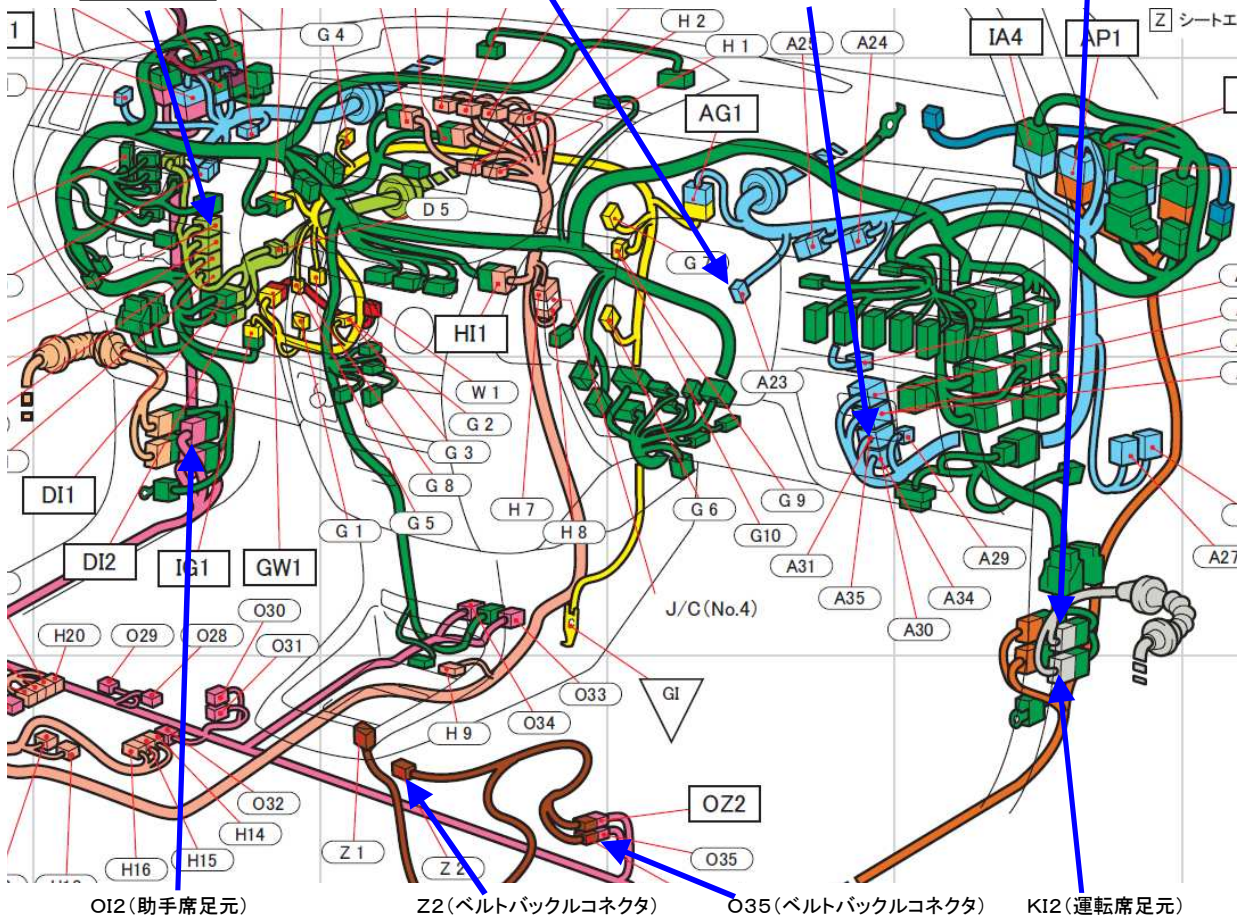 1
G 4
H 2
H 1
A25
A24
IA4
AP1
Z シートエ
AG1
D 5
G 7
HI1
W 1
G 2
G 3
G 8
G 5
G 1
H 7
H 8
G 6
G10
G 9
A23
A31
A35
A30
A34
A29
A27
DI1
DI2
IG1
GW1
J/C(No.4)
H20
O29
O28
O30
O31
O33
O34
H 9
GI
O32
H14
H15
H16
Z 1
Z 2
OZ2
O35
OI2(助手席足元)
Z2(ベルトバックルコネクタ)
O35(ベルトバックルコネクタ)
KI2(運転席足元)